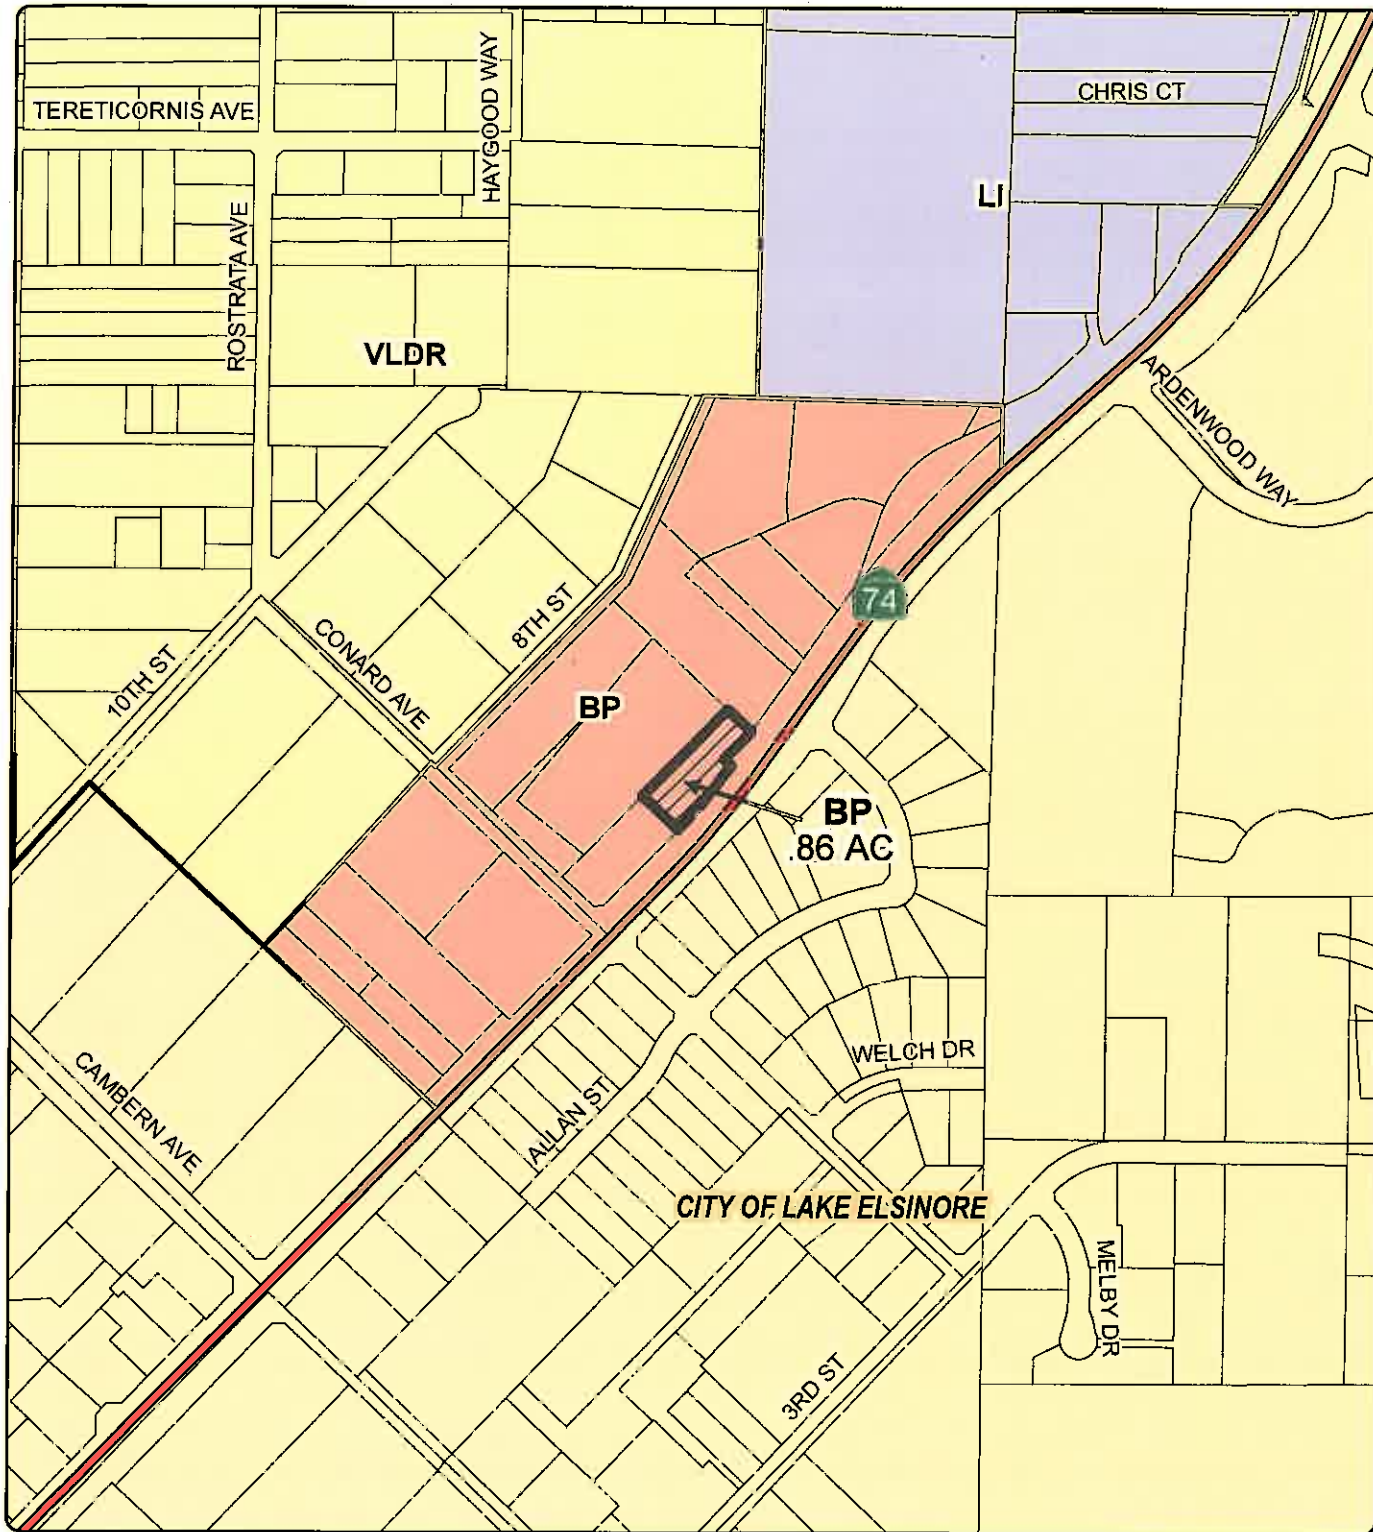 TERETICORNIS AVE
HAYGOOD WAY
CHRIS CT
LI
ROSTRATA AVE
VLDR
ARDENWOOD WAY
74
8TH ST
CONARD AVE
10TH ST
BP
BP
.86 AC
CAMBERN AVE
WELCH DR
ALLAN ST
CITY OF LAKE ELSINORE
MELBY DR
3RD ST